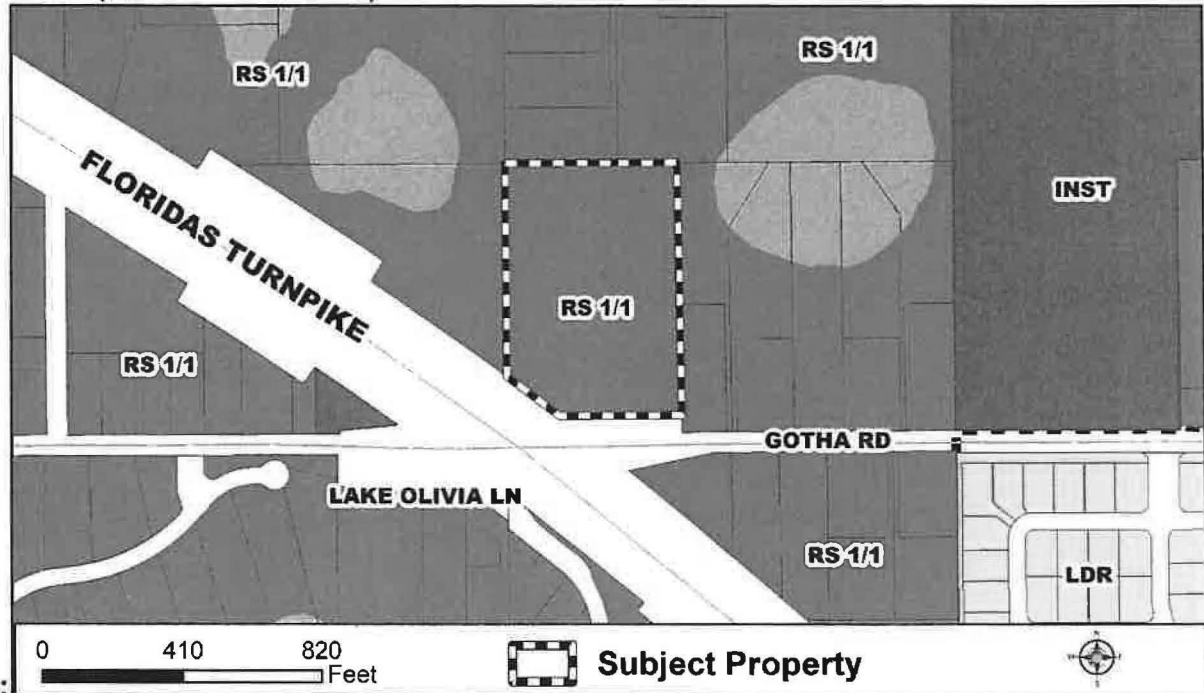 RS 1/1
RS 1/1
FLORIDAS TURNPIKE
INST
RS 1/1
RS 1/1
GOTHA RD
LAKE OLIVIA LN
RS 1/1
LDR
0 410 820
Feet
Subject Property
N